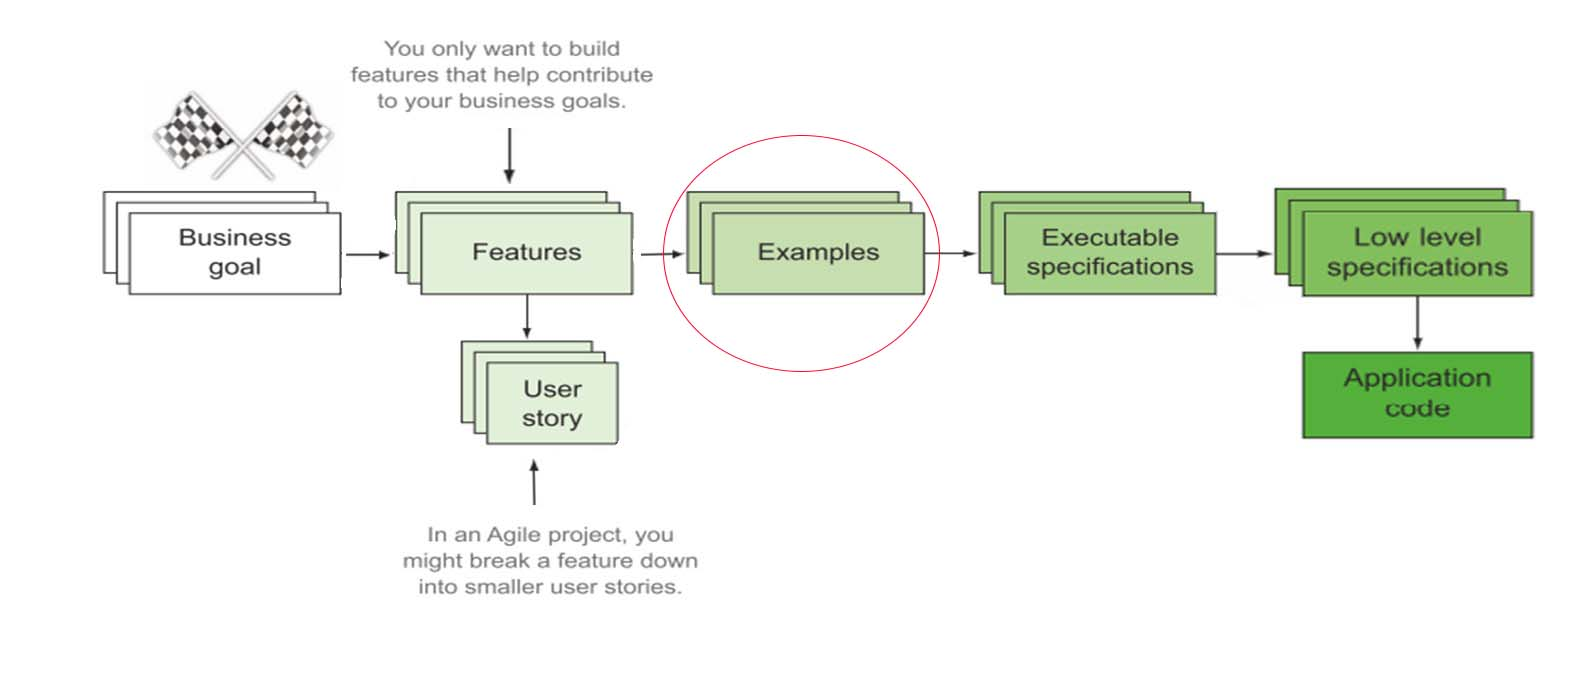 You only want to build
features that help contribute
to your business goals.
Business
goal
Features
Examples
Executable
specifications
Low level
specifications
User
story
Application
code
In an Agile project, you
might break a feature down
into smaller user stories.